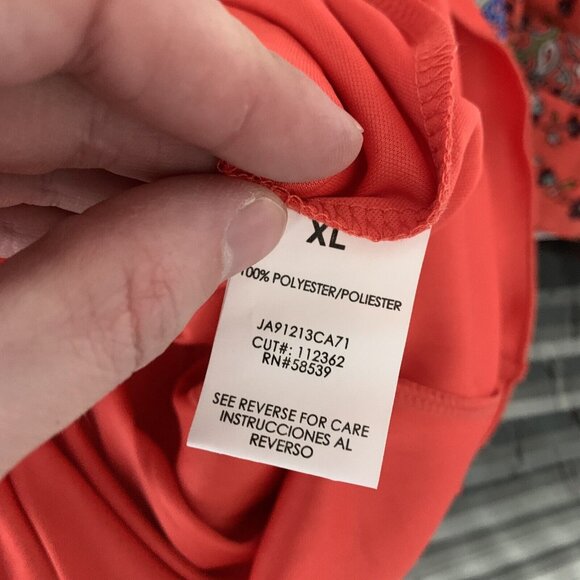 XL
100% POLYESTER/POLIESTER
JA91213CA71
CUT#: 112362
RN#58539
SEE REVERSE FOR CARE
INSTRUCCIONES AL
REVERSO